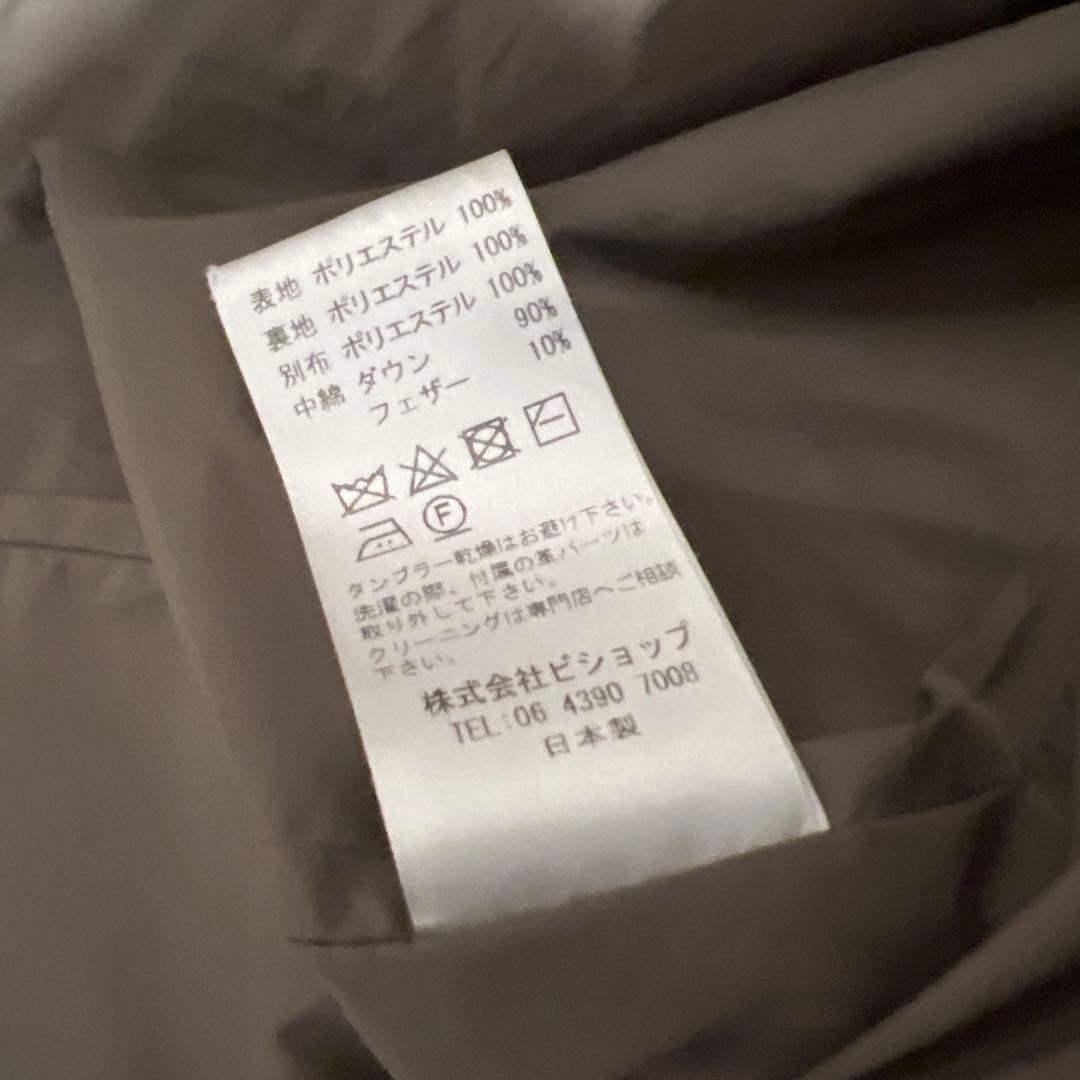 表地 ポリエステル 100%
裏地 ポリエステル 100%
別布 ポリエステル 100%
中綿 ダウン 90%
フェザー 10%
F
タンブラー乾燥はお避け下さい。
洗濯の際、付属の革パーツは
取り外して下さい。
クリーニングは専門店へご相談
下さい。
株式会社ビショップ
TEL:06 4390 7008
日本製